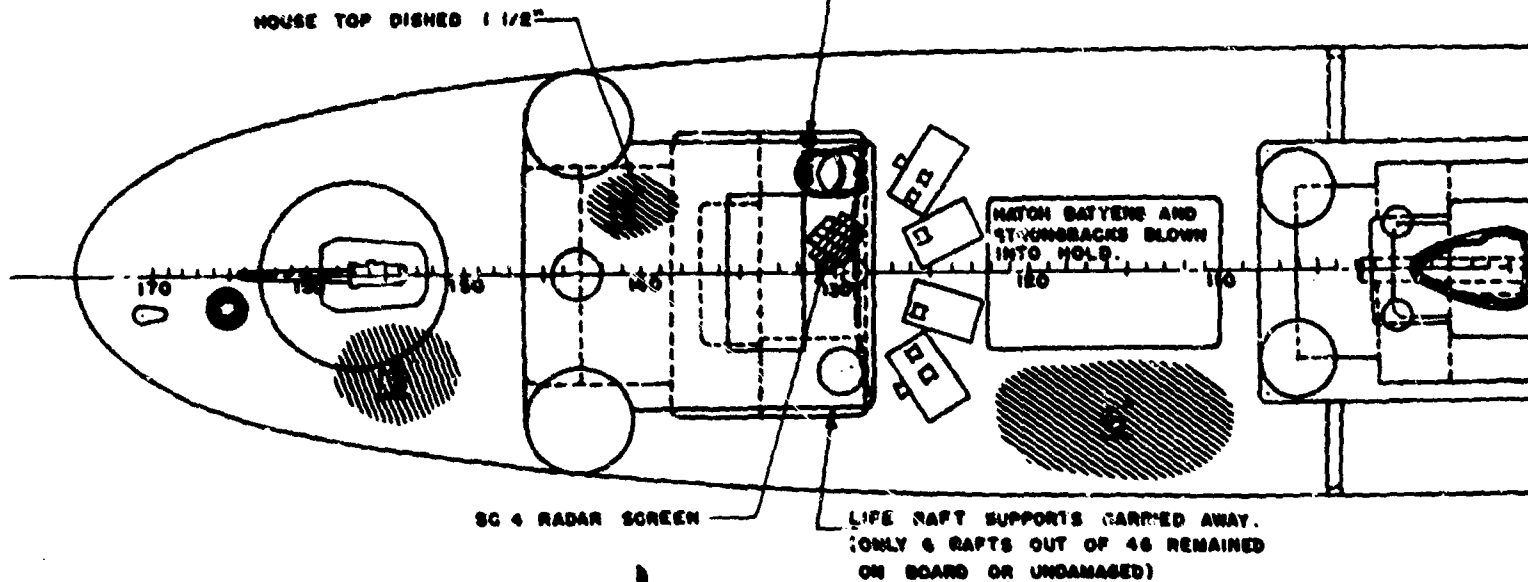 HOUSE TOP DISHED 1 1/2"
HATCH BATTENS AND
STRONGBACKS BLOWN
INTO HOLD.
170
150
140
130
120
110
SG 4 RADAR SCREEN
LIFE RAFT SUPPORTS CARRIED AWAY.
(ONLY 6 RAFTS OUT OF 46 REMAINED
ON BOARD OR UNDAMAGED)